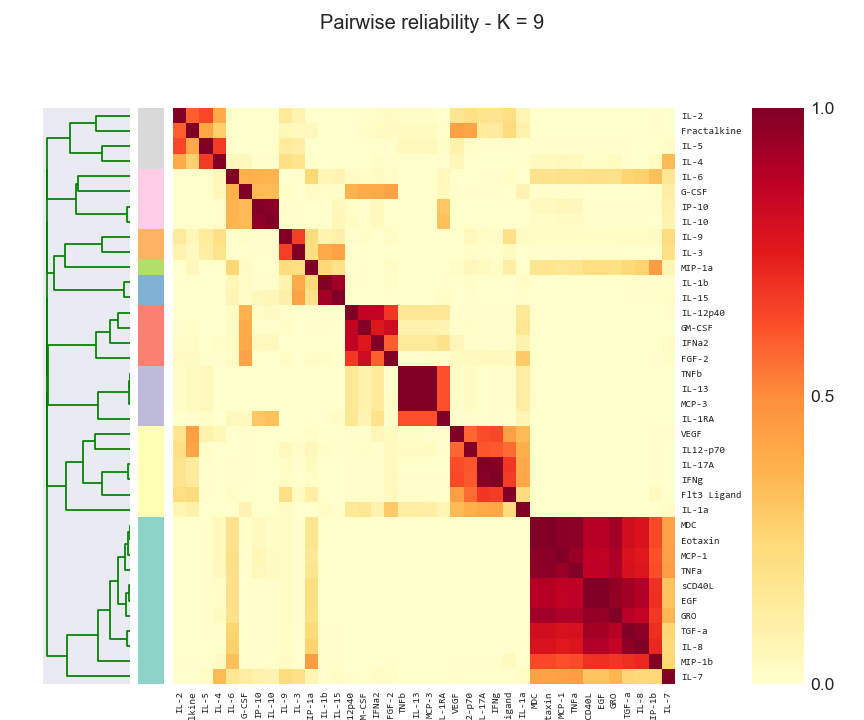 Pairwise reliability - K = 9
1.0
0.5
0.0
IL-2
Fractalkine
IL-5
IL-4
IL-6
G-CSF
IP-10
IL-10
IL-9
IL-3
MIP-1a
IL-1b
IL-15
IL-12p40
GM-CSF
IFNa2
FGF-2
TNFb
IL-13
MCP-3
IL-1RA
VEGF
IL12-p70
IL-17A
IFNg
Flt3 Ligand
IL-1a
MDC
Eotaxin
MCP-1
TNFa
sCD40L
EGF
GRO
TGF-a
IL-8
MIP-1b
IL-7
IL-2
lkine
IL-5
IL-4
IL-6
G-CSF
IP-10
IL-10
IL-9
IL-3
IP-1a
IL-1b
IL-15
12p40
M-CSF
IFNa2
FGF-2
TNFb
IL-13
MCP-3
L-1RA
VEGF
2-p70
L-17A
IFNg
igand
IL-1a
MDC
taxin
MCP-1
TNFa
CD40L
EGF
GRO
TGF-a
IL-8
IP-1b
IL-7